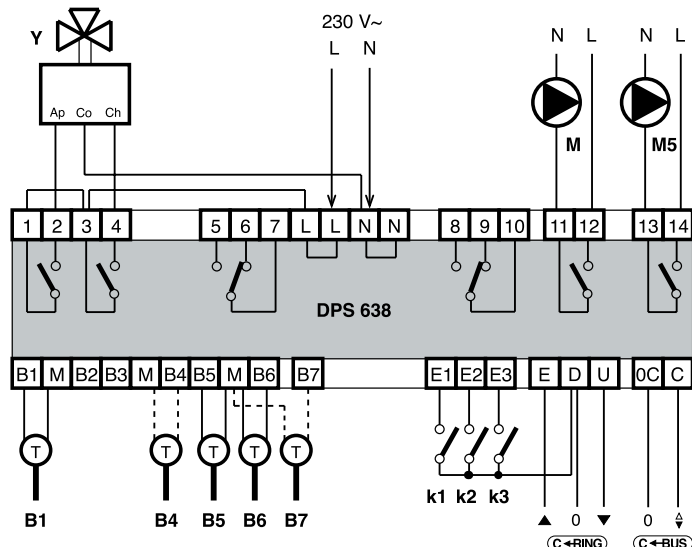 230 V~
Y
L N
N L
N L
Ap Co Ch
M
M5
1 2 3 4
5 6 7 L L N N
8 9 10
11 12
13 14
DPS 638
B1 M B2 B3 M B4 B5 M B6 B7
E1 E2 E3
E D U
0C C
T T T T T
k1 k2 k3
B1 B4 B5 B6 B7
0
0
C RING
C BUS